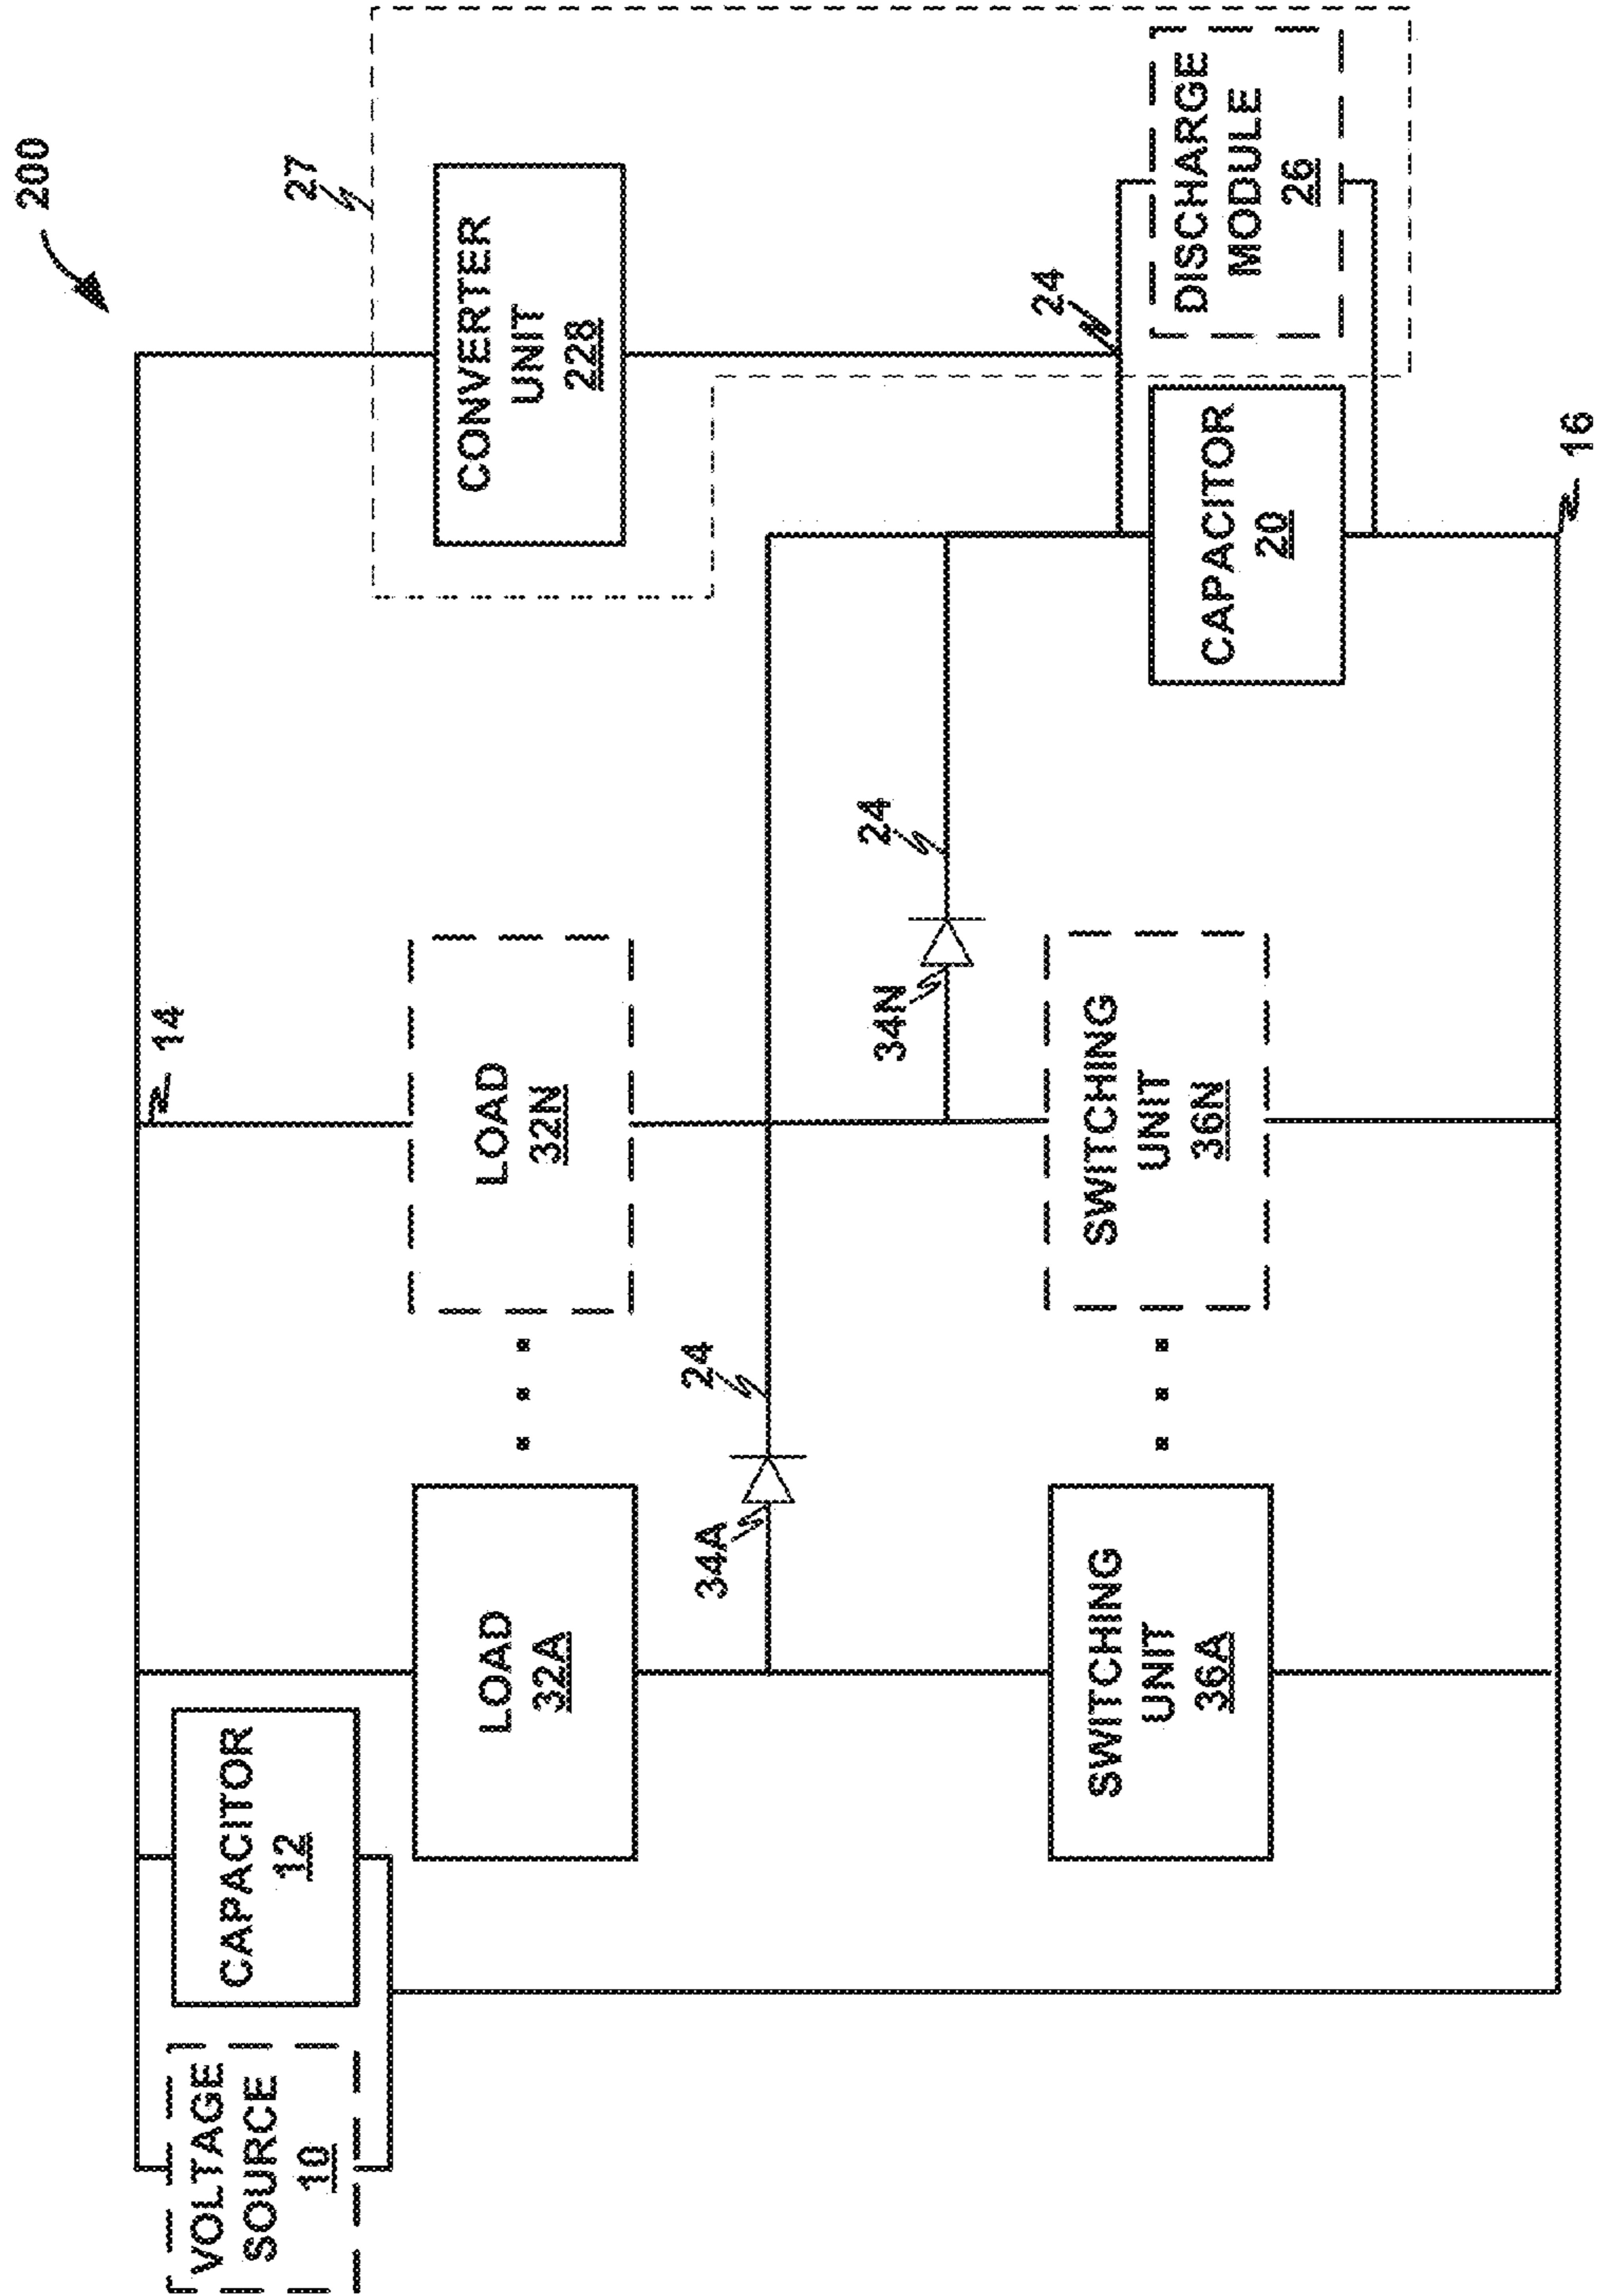 200
27
14
VOLTAGE
SOURCE
10
CAPACITOR
12
LOAD
32A
LOAD
32N
CONVERTER
UNIT
228
34A
24
34N
24
24
SWITCHING
UNIT
36A
SWITCHING
UNIT
36N
CAPACITOR
20
DISCHARGE
MODULE
26
16